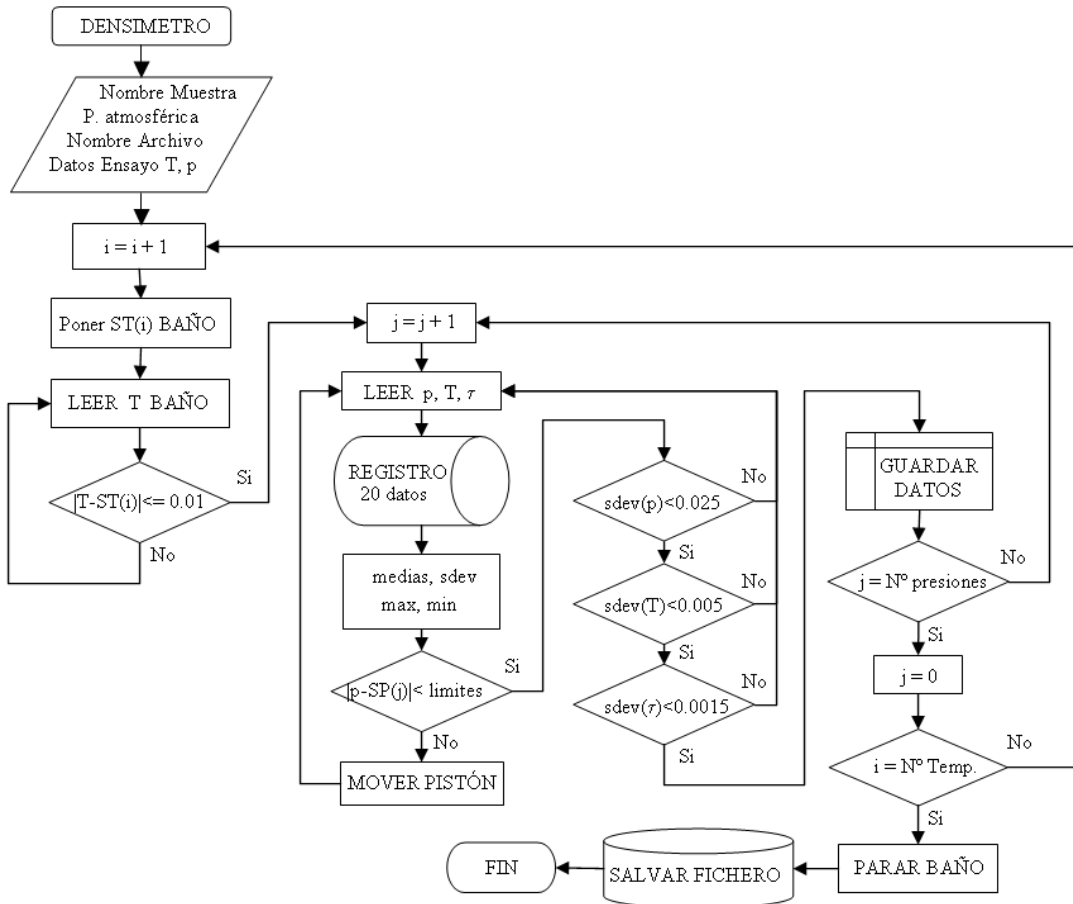 DENSIMETRO
Nombre Muestra
P. atmosférica
Nombre Archivo
Datos Ensayo T, p
i = i + 1
Poner ST(i) BAÑO
LEER T BAÑO
|T-ST(i)|<= 0.01
Si
No
j = j + 1
LEER p, T, τ
REGISTRO
20 datos
medias, sdev
max, min
|p-SP(j)|< limites
Si
No
MOVER PISTÓN
sdev(p)<0.025
No
Si
sdev(T)<0.005
No
Si
sdev(τ)<0.0015
No
Si
GUARDAR
DATOS
j = Nº presiones
No
Si
j = 0
i = Nº Temp.
No
Si
PARAR BAÑO
SALVAR FICHERO
FIN